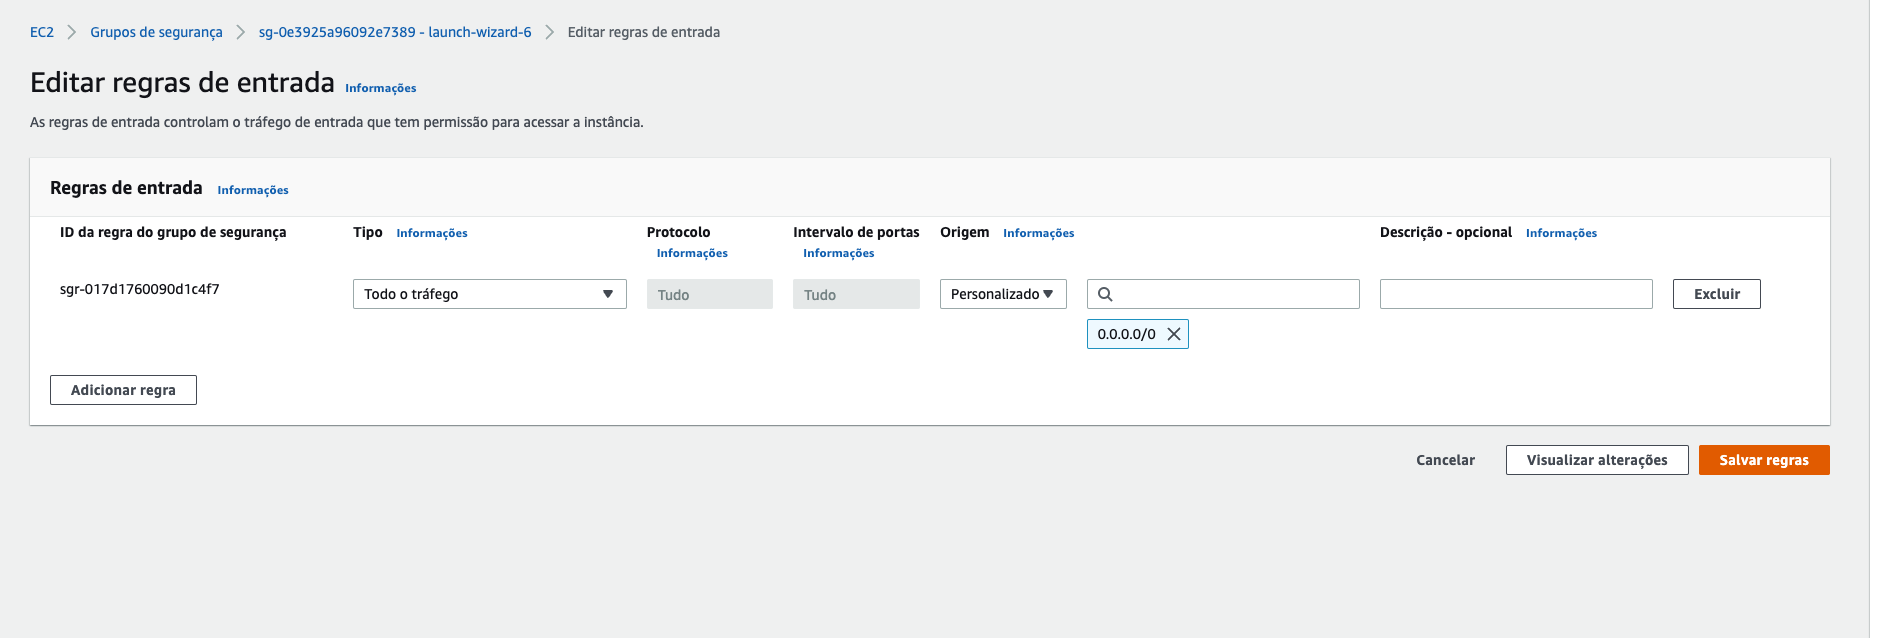 EC2 Grupos de segurança sg-0e3925a96092e7389 - launch-wizard-6 Editar regras de entrada
Editar regras de entrada Informações
As regras de entrada controlam o tráfego de entrada que tem permissão para acessar a instância.
Regras de entrada Informações
ID da regra do grupo de segurança Tipo Informações Protocolo Intervalo de portas Origem Informações Descrição - opcional Informações
Informações Informações
sgr-017d1760090d1c4f7 Todo o tráfego Tudo Tudo Personalizado Excluir
0.0.0.0/0
Adicionar regra
Cancelar Visualizar alterações Salvar regras